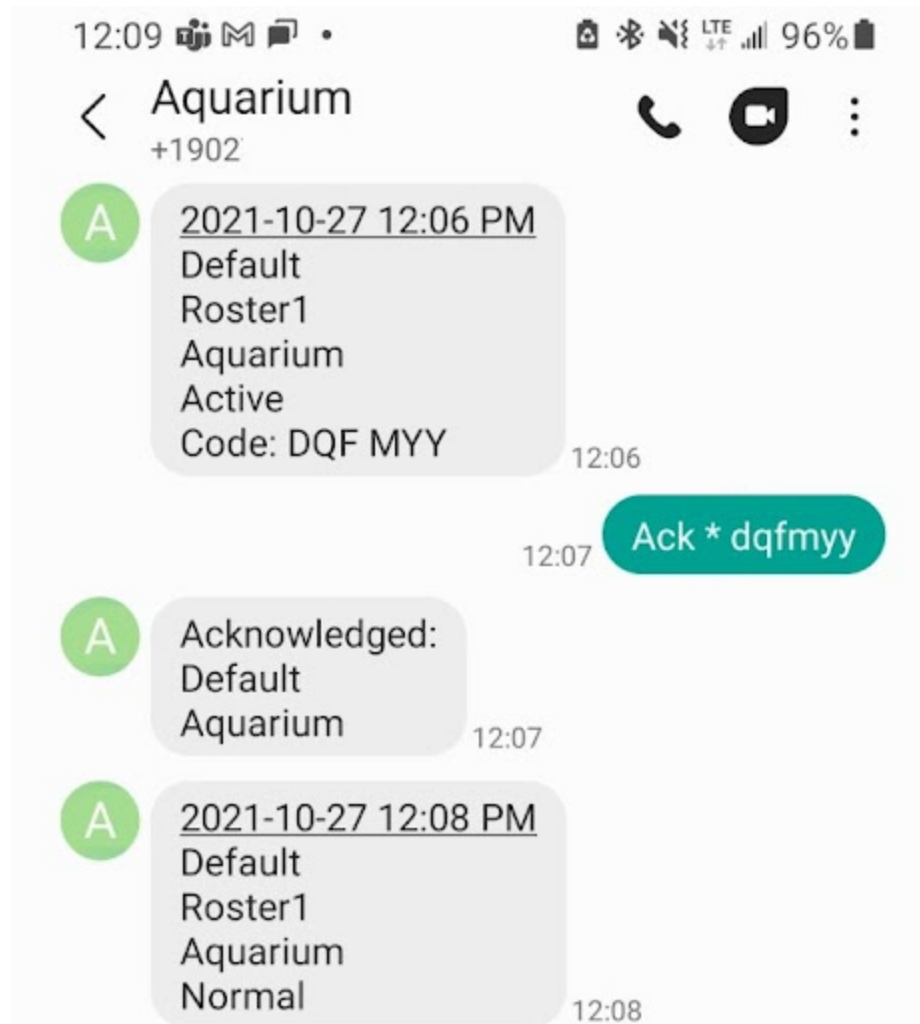 12:09
LTE
96%
Aquarium
+1902
A
2021-10-27 12:06 PM
Default
Roster1
Aquarium
Active
Code: DQF MYY
12:06
Ack * dqfmyy
12:07
A
Acknowledged:
Default
Aquarium
12:07
A
2021-10-27 12:08 PM
Default
Roster1
Aquarium
Normal
12:08